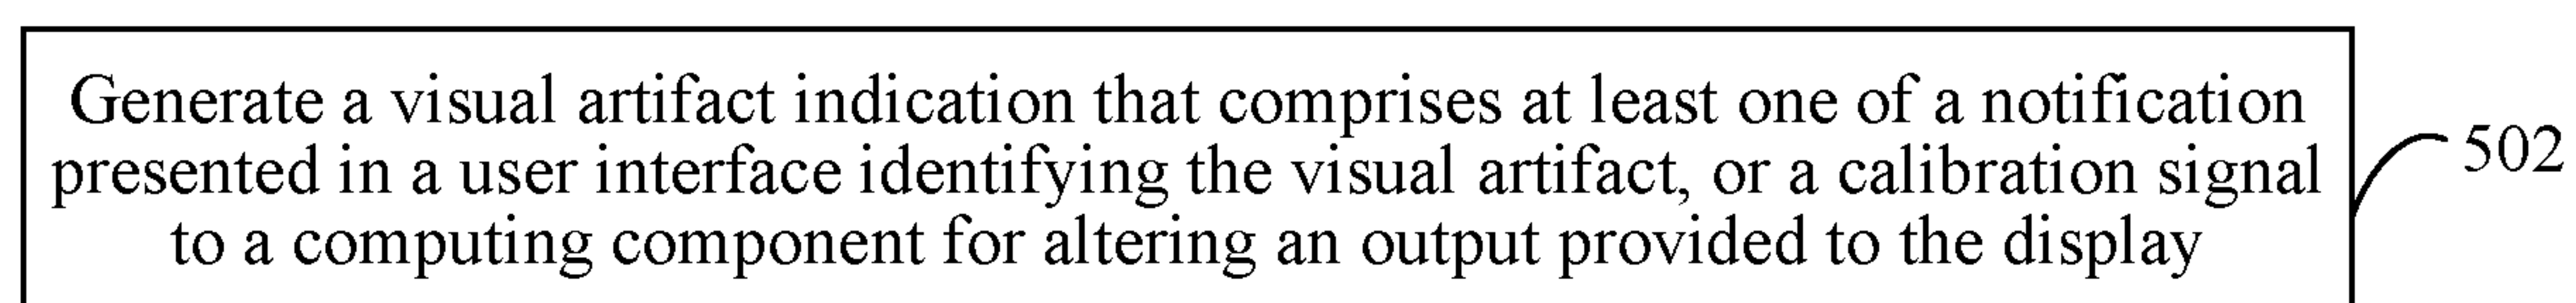 Generate a visual artifact indication that comprises at least one of a notification
presented in a user interface identifying the visual artifact, or a calibration signal
to a computing component for altering an output provided to the display
502